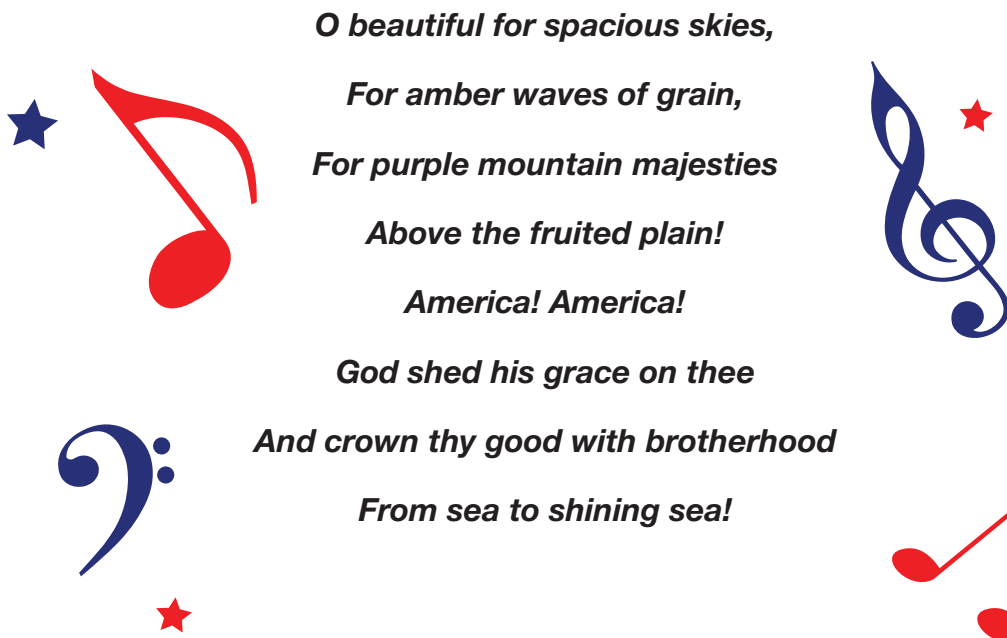 O beautiful for spacious skies,
For amber waves of grain,
For purple mountain majesties
Above the fruited plain!
America! America!
God shed his grace on thee
And crown thy good with brotherhood
From sea to shining sea!